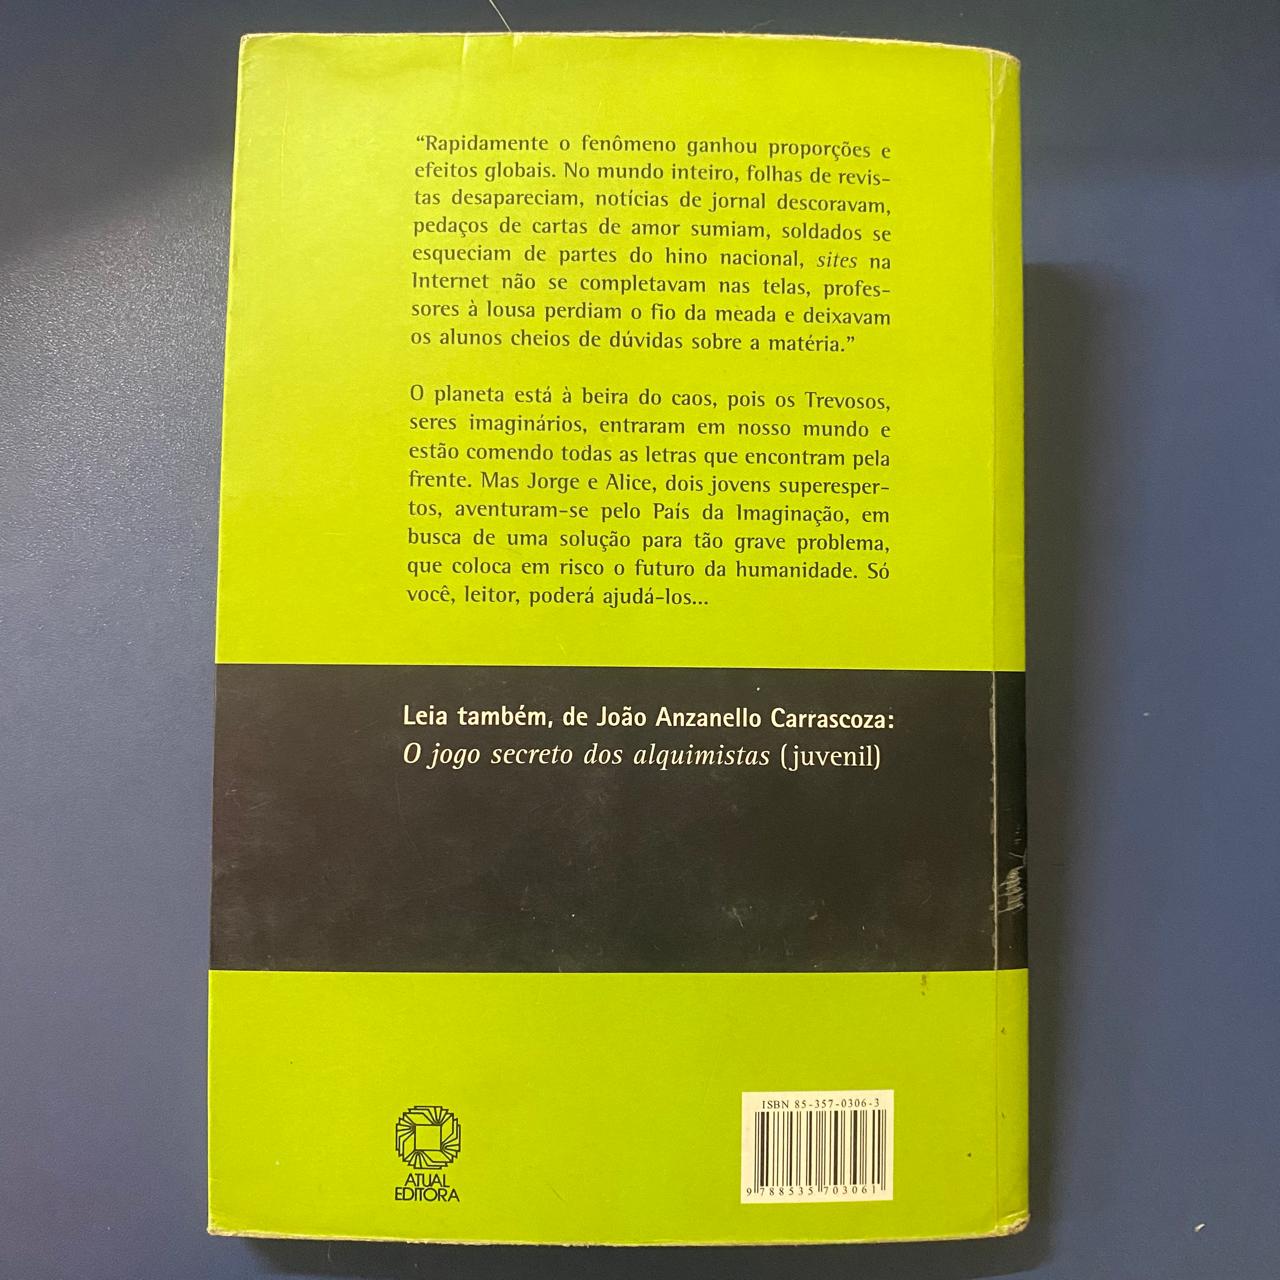 “Rapidamente o fenômeno ganhou proporções e
efeitos globais. No mundo inteiro, folhas de revis-
tas desapareciam, notícias de jornal descoravam,
pedaços de cartas de amor sumiam, soldados se
esqueciam de partes do hino nacional, sites na
Internet não se completavam nas telas, profes-
sores à lousa perdiam o fio da meada e deixavam
os alunos cheios de dúvidas sobre a matéria.”
O planeta está à beira do caos, pois os Trevosos,
seres imaginários, entraram em nosso mundo e
estão comendo todas as letras que encontram pela
frente. Mas Jorge e Alice, dois jovens superesper-
tos, aventuram-se pelo País da Imaginação, em
busca de uma solução para tão grave problema,
que coloca em risco o futuro da humanidade. Só
você, leitor, poderá ajudá-los...
Leia também, de João Anzanello Carrascoza:
O jogo secreto dos alquimistas (juvenil)
ATUAL
EDITORA
ISBN 85-357-0306-3
9 788535 703061